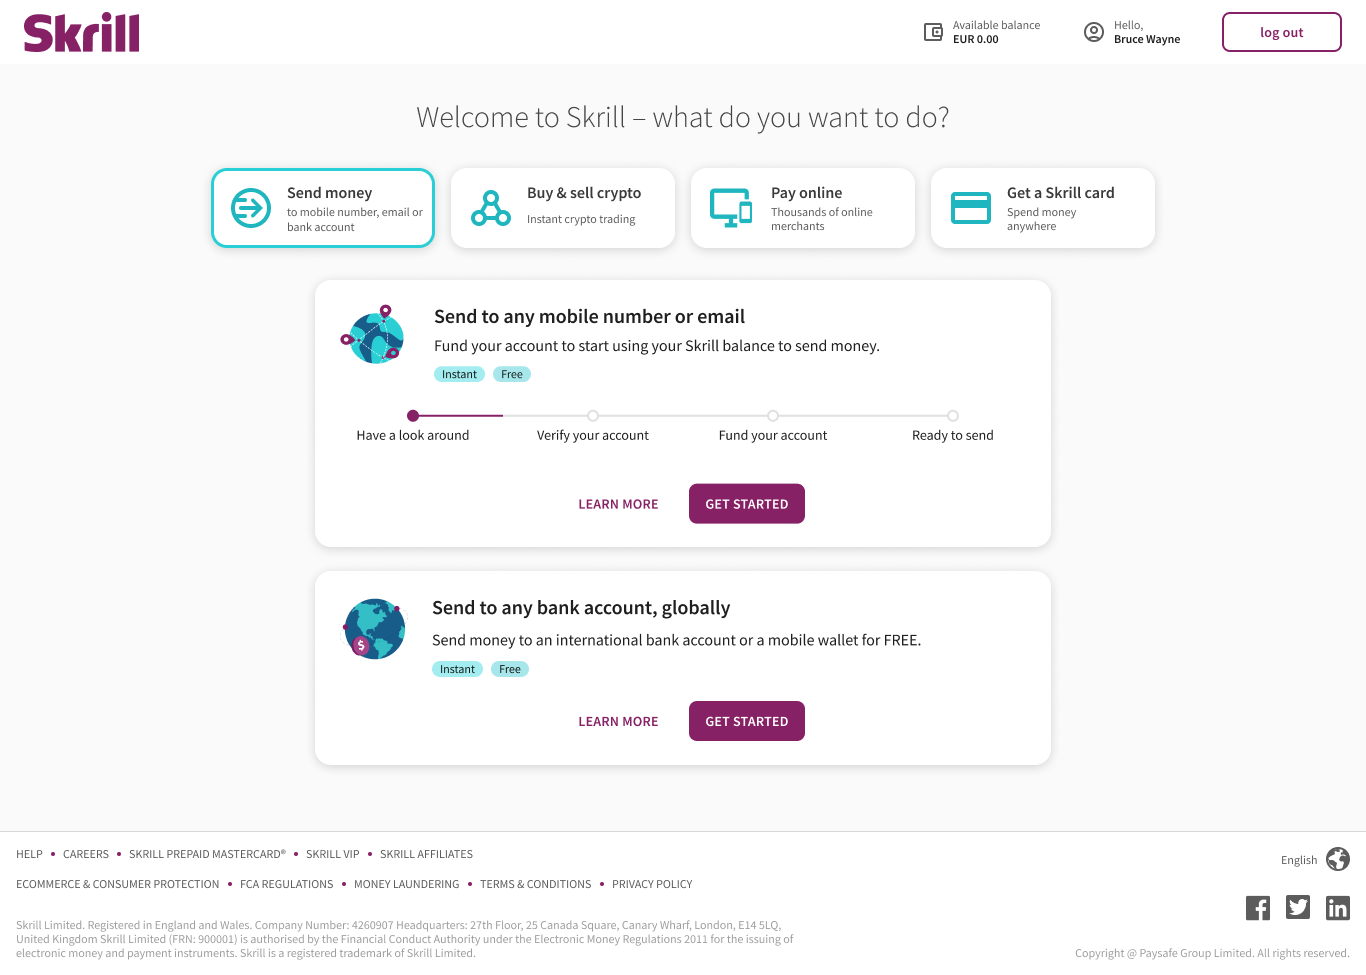 Skrill
Available balance
EUR 0.00
Hello,
Bruce Wayne
log out
Welcome to Skrill – what do you want to do?
Send money
to mobile number, email or
bank account
Buy & sell crypto
Instant crypto trading
Pay online
Thousands of online
merchants
Get a Skrill card
Spend money
anywhere
Send to any mobile number or email
Fund your account to start using your Skrill balance to send money.
Instant Free
Have a look around Verify your account Fund your account Ready to send
LEARN MORE GET STARTED
$
Send to any bank account, globally
Send money to an international bank account or a mobile wallet for FREE.
Instant Free
LEARN MORE GET STARTED
HELP • CAREERS • SKRILL PREPAID MASTERCARD® • SKRILL VIP • SKRILL AFFILIATES
English
ECOMMERCE & CONSUMER PROTECTION • FCA REGULATIONS • MONEY LAUNDERING • TERMS & CONDITIONS • PRIVACY POLICY
Skrill Limited. Registered in England and Wales. Company Number: 4260907 Headquarters: 27th Floor, 25 Canada Square, Canary Wharf, London, E14 5LQ,
United Kingdom Skrill Limited (FRN: 900001) is authorised by the Financial Conduct Authority under the Electronic Money Regulations 2011 for the issuing of
electronic money and payment instruments. Skrill is a registered trademark of Skrill Limited.
Copyright @ Paysafe Group Limited. All rights reserved.